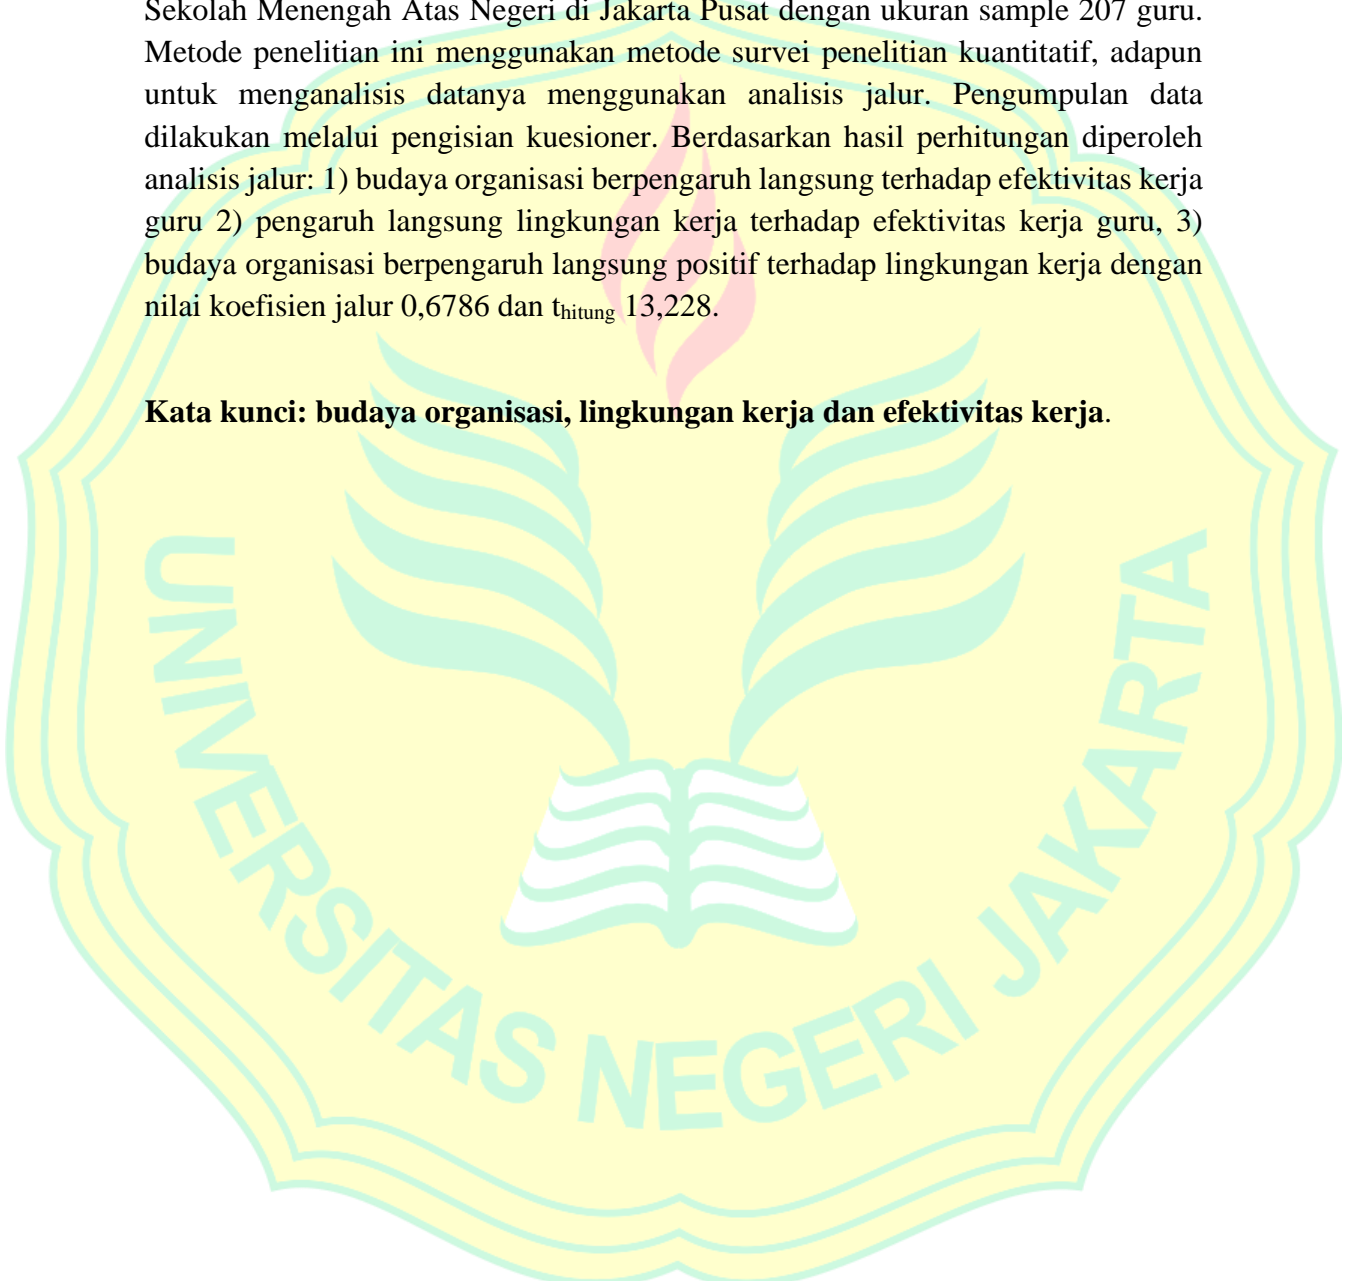 Sekolah Menengah Atas Negeri di Jakarta Pusat dengan ukuran sample 207 guru.
Metode penelitian ini menggunakan metode survei penelitian kuantitatif, adapun
untuk menganalisis datanya menggunakan analisis jalur. Pengumpulan data
dilakukan melalui pengisian kuesioner. Berdasarkan hasil perhitungan diperoleh
analisis jalur: 1) budaya organisasi berpengaruh langsung terhadap efektivitas kerja
guru 2) pengaruh langsung lingkungan kerja terhadap efektivitas kerja guru, 3)
budaya organisasi berpengaruh langsung positif terhadap lingkungan kerja dengan
nilai koefisien jalur 0,6786 dan thitung 13,228.
Kata kunci: budaya organisasi, lingkungan kerja dan efektivitas kerja.
UNIVERSITAS NEGERI JAKARTA